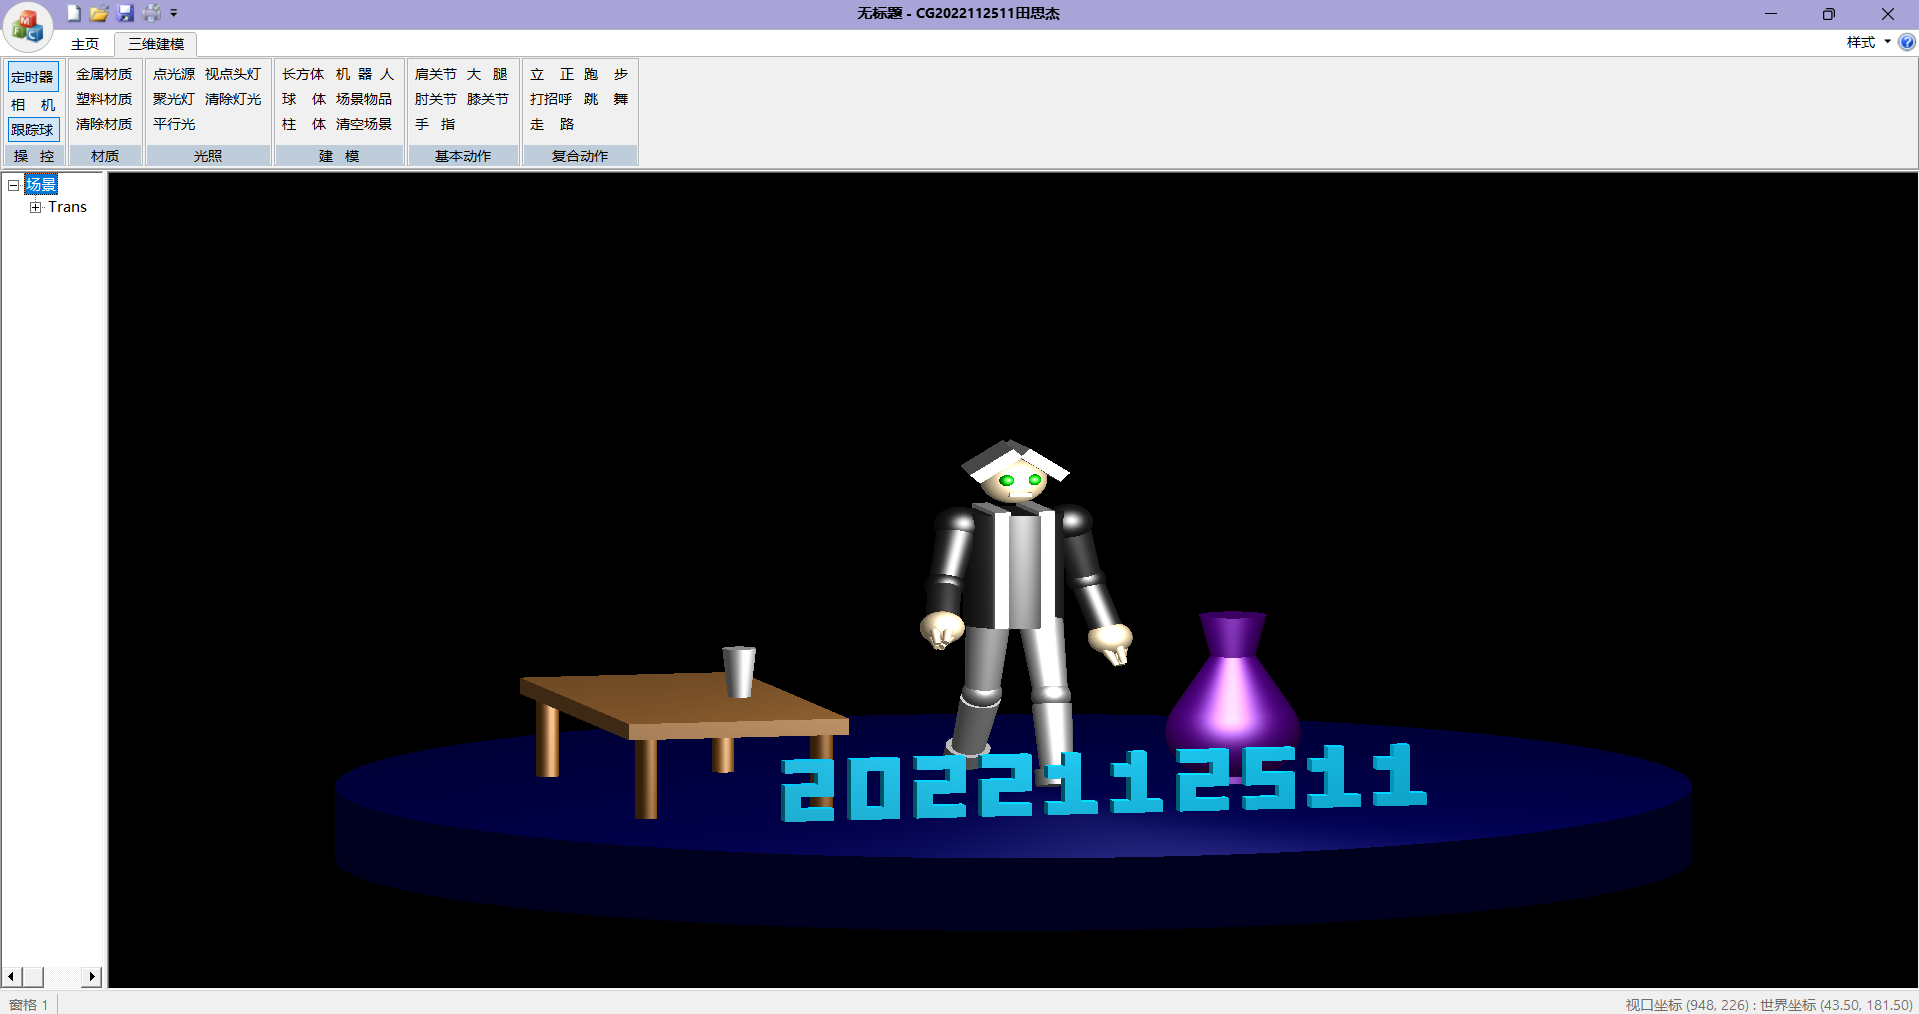 无标题 - CG2022112511田思杰
主页 三维建模 样式
定时器 金属材质 点光源 视点头灯 长方体 机 器 人 肩关节 大 腿 立 正 跑 步
相 机 塑料材质 聚光灯 清除灯光 球 体 场景物品 肘关节 膝关节 打招呼 跳 舞
跟踪球 清除材质 平行光 柱 体 清空场景 手 指 走 路
操 控 材质 光照 建 模 基本动作 复合动作
场景
Trans
2022112511
窗格 1 视口坐标 (948, 226) : 世界坐标 (43.50, 181.50)